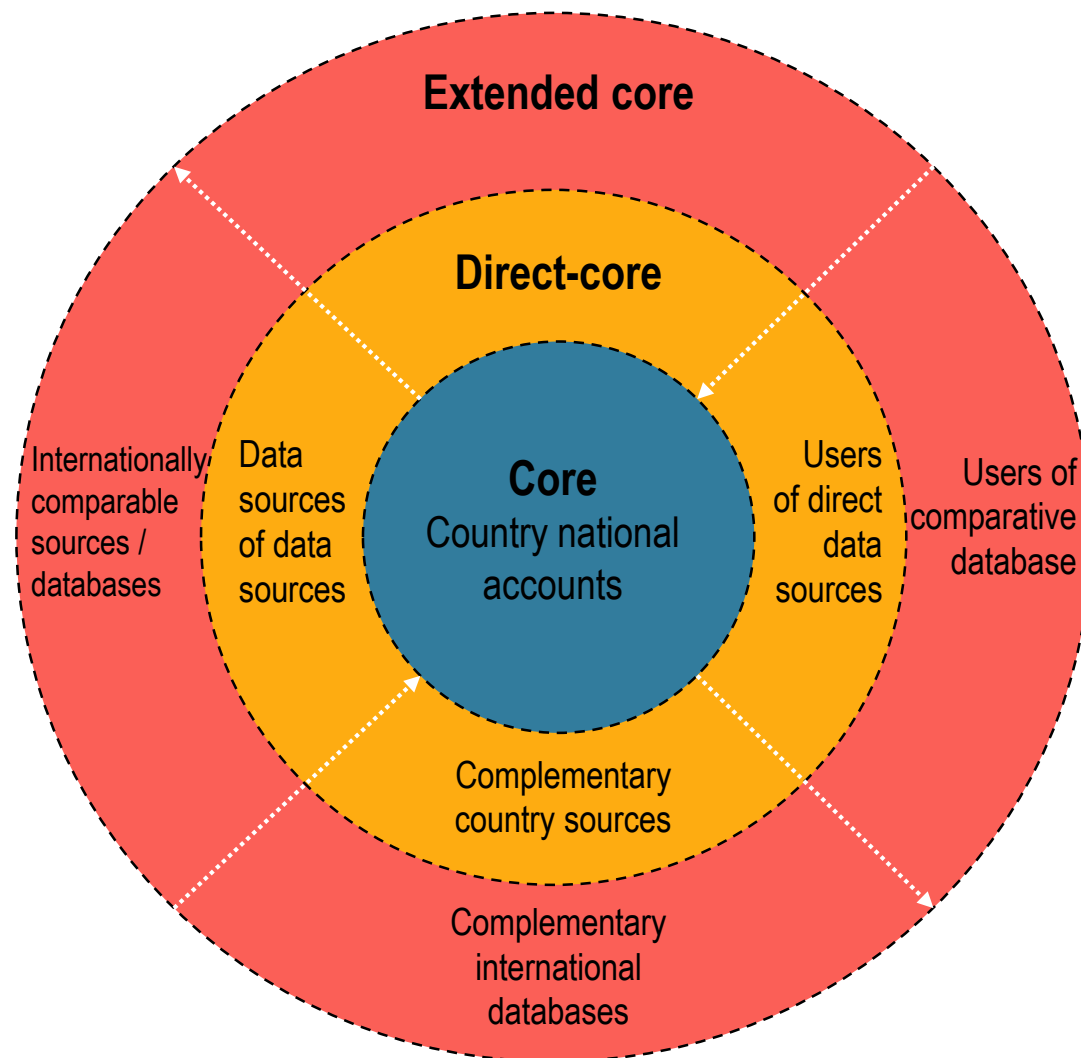 Extended core
Direct-core
Internationally
comparable
sources /
databases
Data
sources
of data
sources
Core
Country national
accounts
Users
of direct
data
sources
Users of
comparative
database
Complementary
country sources
Complementary
international
databases